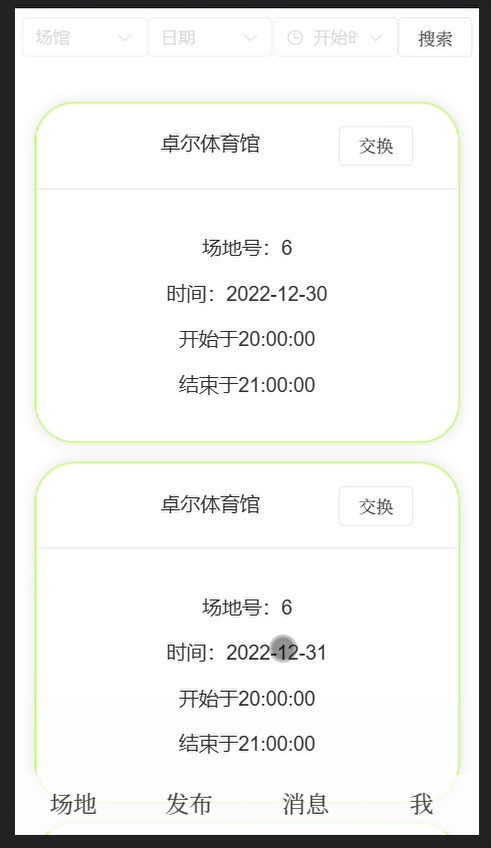 场馆 日期 开始时 搜索
卓尔体育馆 交换
场地号：6
时间：2022-12-30
开始于20:00:00
结束于21:00:00
卓尔体育馆 交换
场地号：6
时间：2022-12-31
开始于20:00:00
结束于21:00:00
场地 发布 消息 我